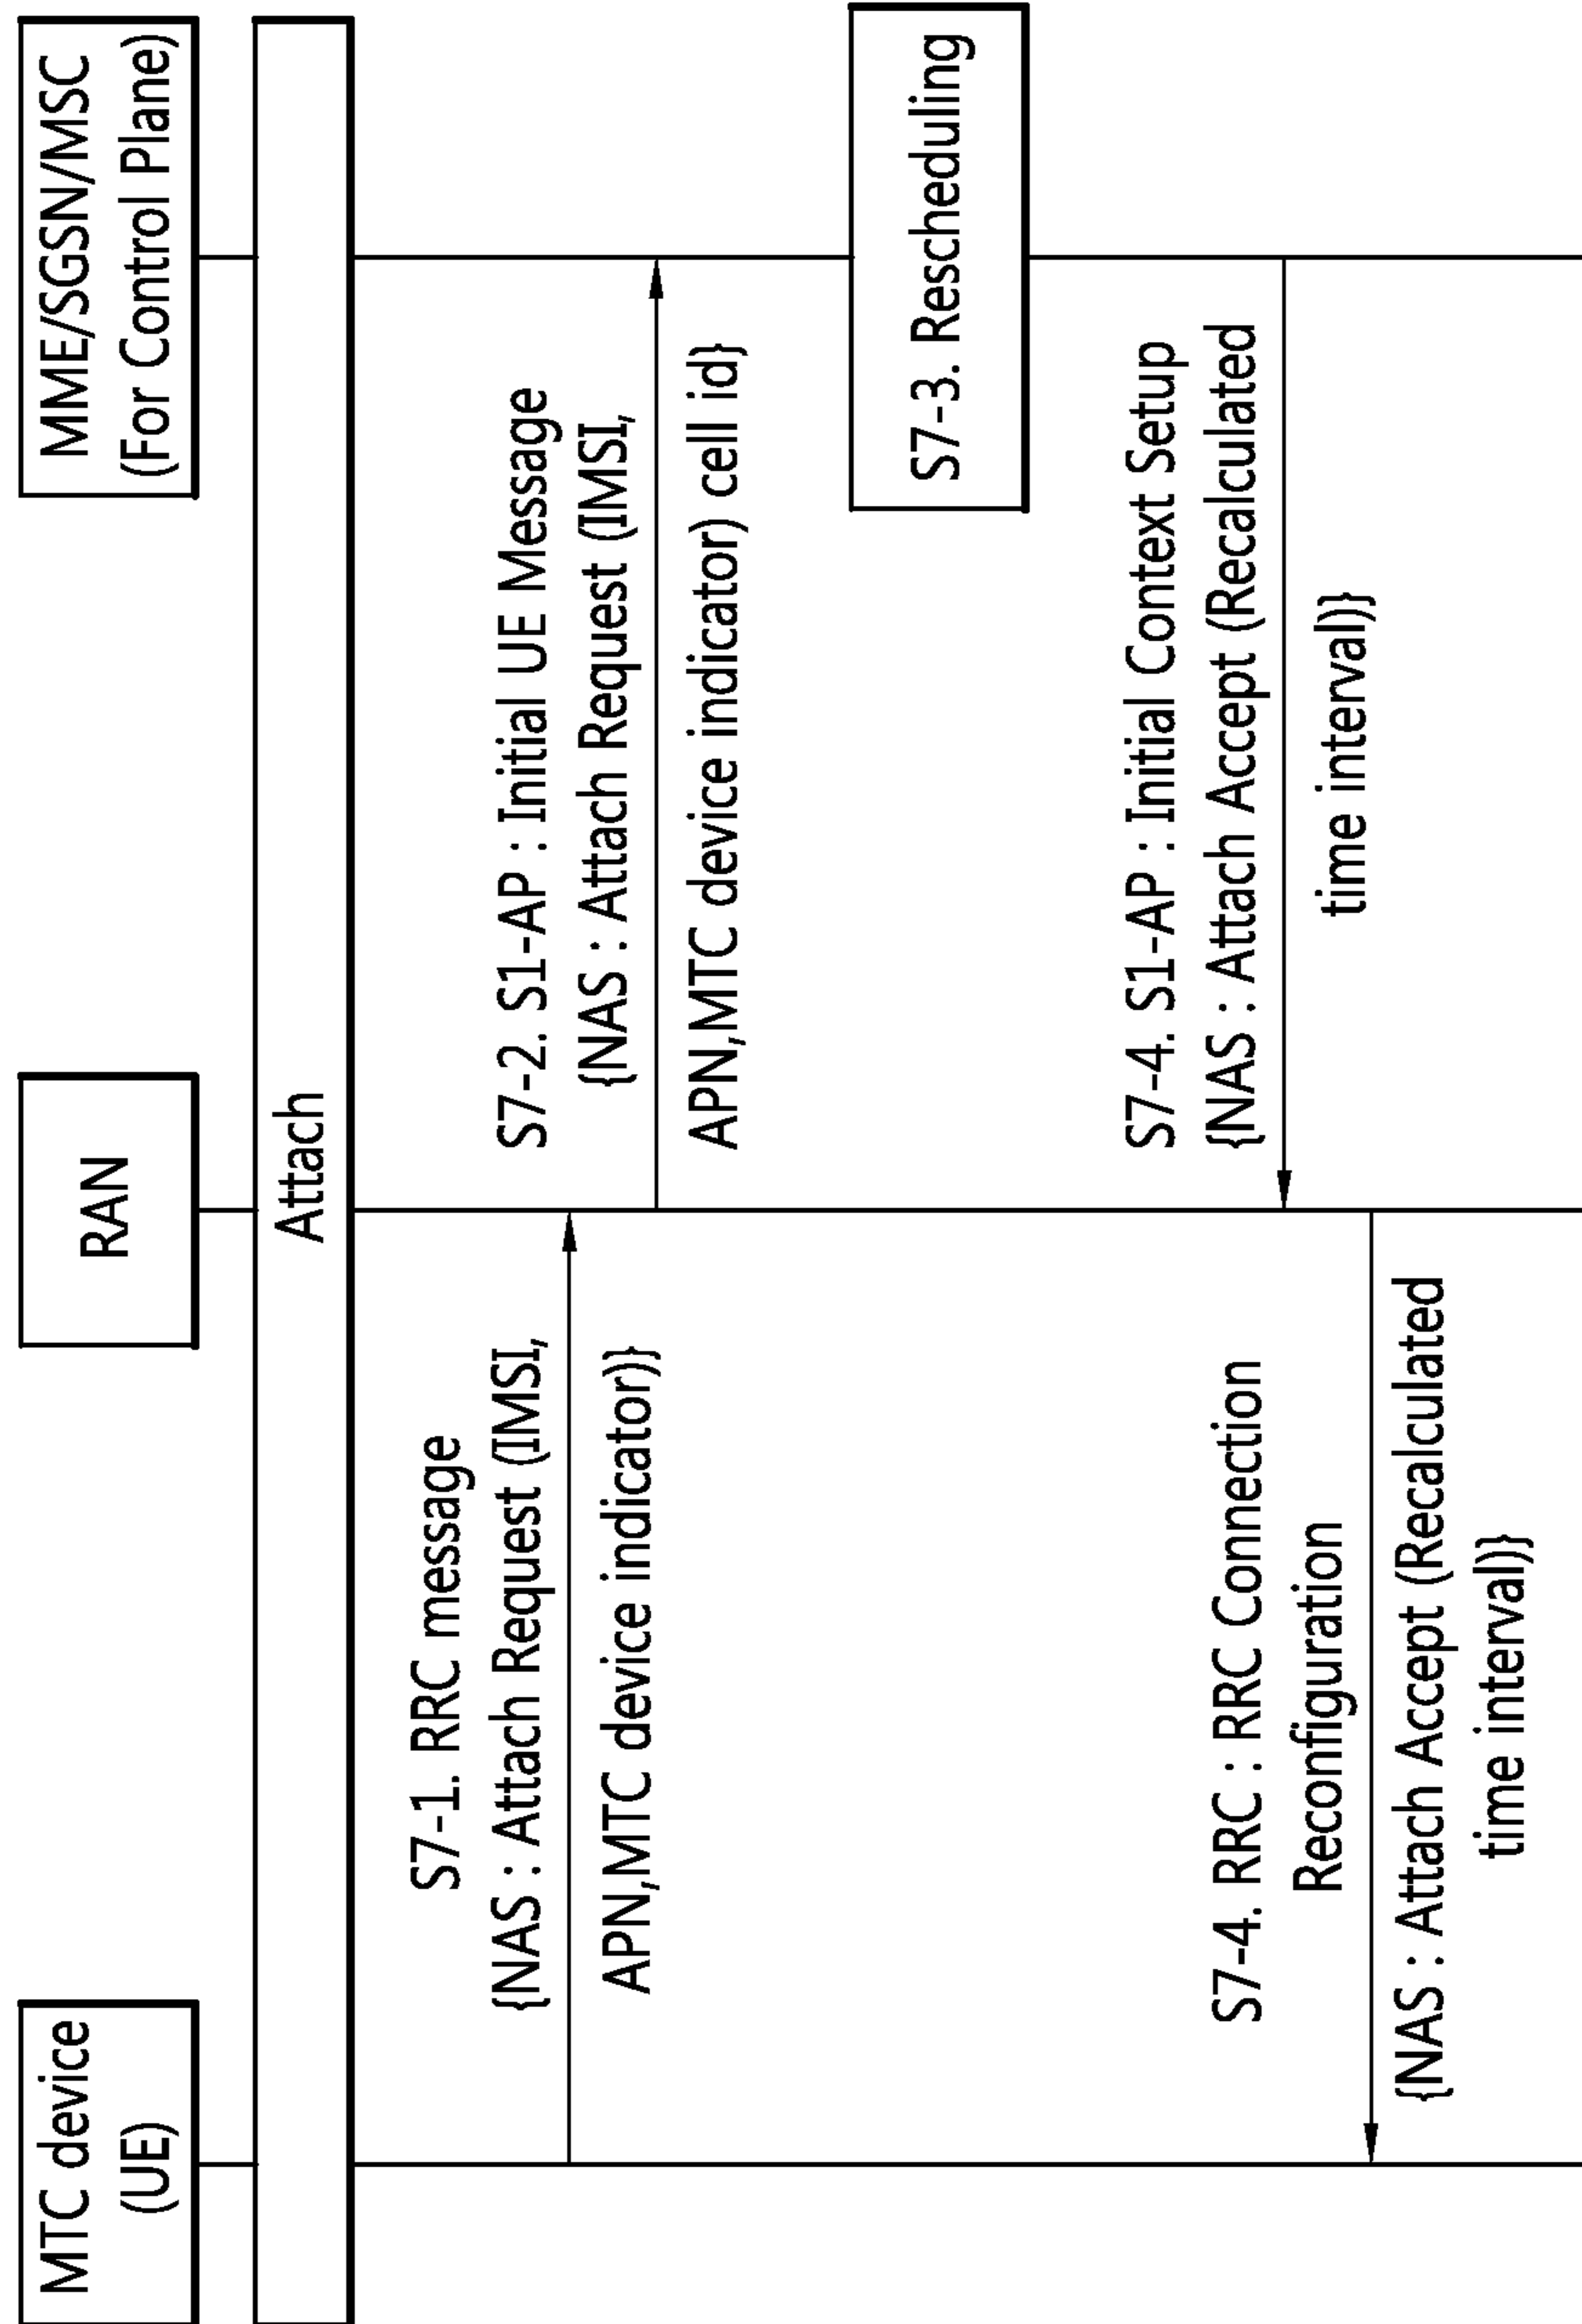 MTC device
(UE)
RAN
MME/SGSN/MSC
(For Control Plane)
Attach
S7-1. RRC message
{NAS : Attach Request (IMSI,
APN,MTC device indicator)}
S7-2. S1-AP : Initial UE Message
{NAS : Attach Request (IMSI,
APN,MTC device indicator) cell id}
S7-3. Rescheduling
S7-4. S1-AP : Initial Context Setup
{NAS : Attach Accept (Recalculated
time interval)}
S7-4. RRC : RRC Connection
Reconfiguration
{NAS : Attach Accept (Recalculated
time interval)}